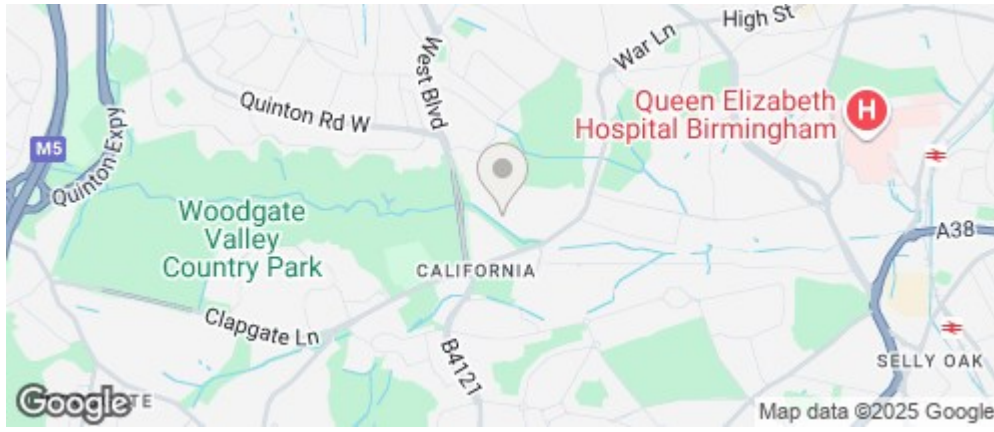 High St
War Ln
West Blvd
Quinton Rd W
Queen Elizabeth
Hospital Birmingham
H
M5
Quinton Expy
Woodgate
Valley
Country Park
A38
CALIFORNIA
Clapgate Ln
B4121
SELLY OAK
Google
Map data ©2025 Google